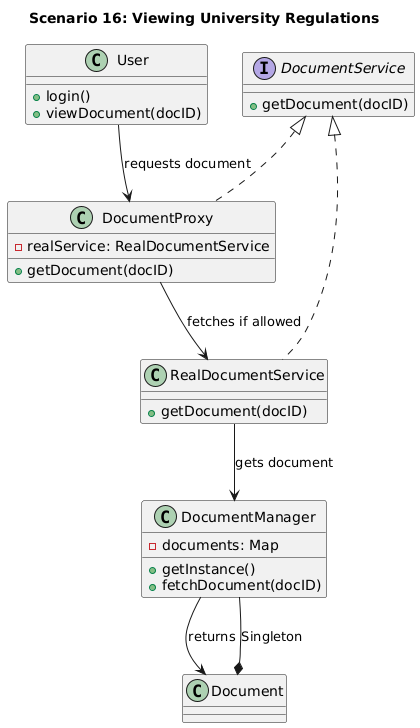 Scenario 16: Viewing University Regulations
C User
login()
viewDocument(docID)
I DocumentService
getDocument(docID)
requests document
C DocumentProxy
realService: RealDocumentService
getDocument(docID)
fetches if allowed
C RealDocumentService
getDocument(docID)
gets document
C DocumentManager
documents: Map
getInstance()
fetchDocument(docID)
returns
Singleton
C Document